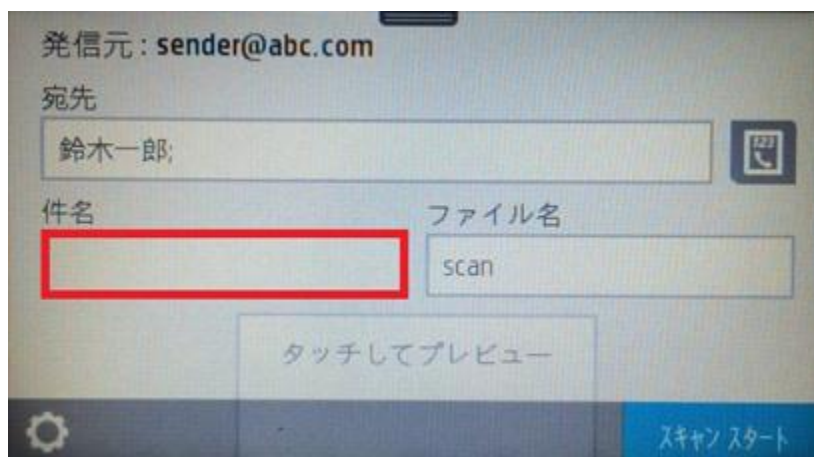 発信元 : sender@abc.com
宛先
鈴木一郎;
件名
ファイル名
scan
タッチしてプレビュー
スキャン スタート